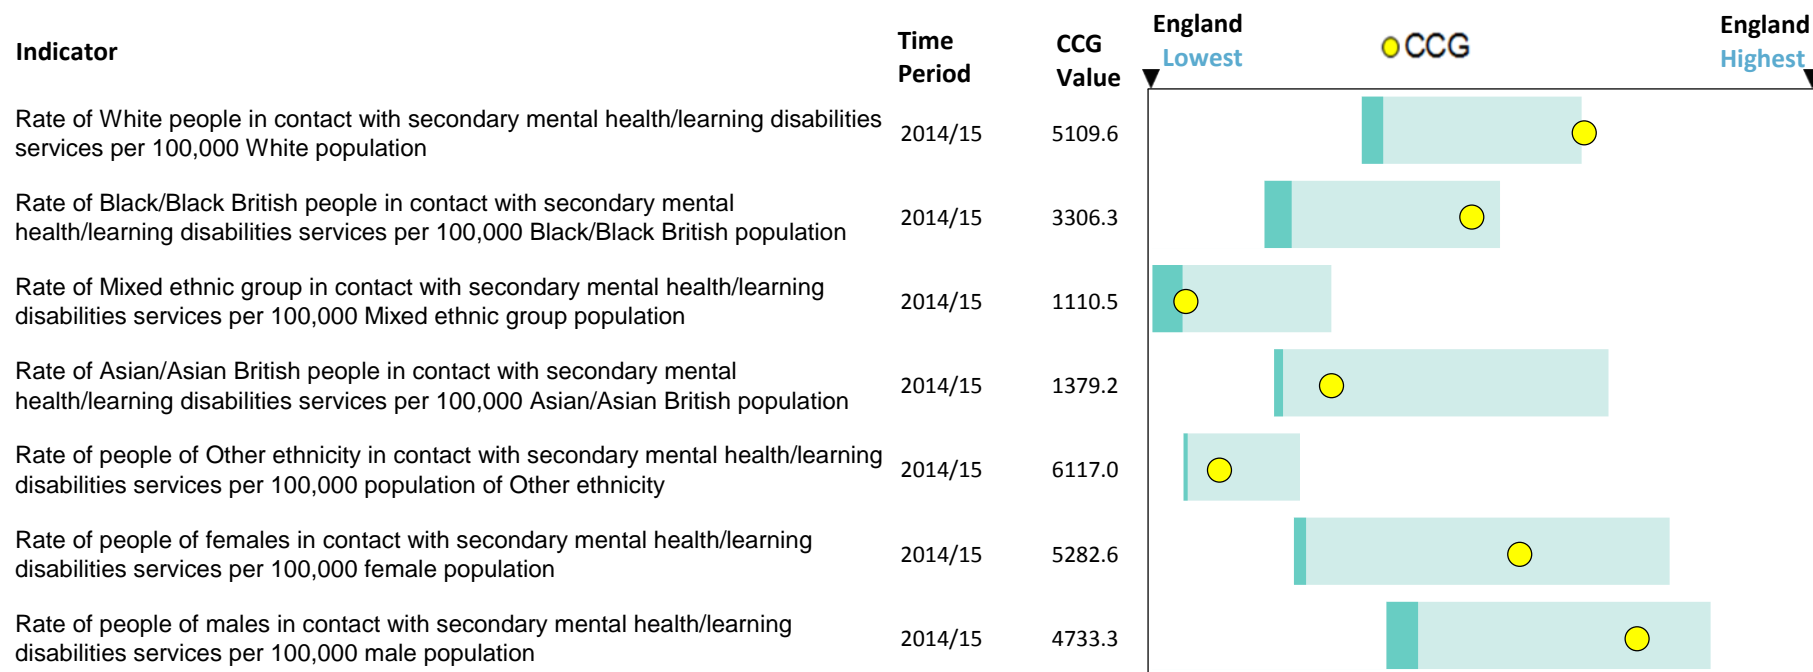 Indicator
Time
Period
CCG
Value
England
Lowest
CCG
England
Highest
Rate of White people in contact with secondary mental health/learning disabilities
services per 100,000 White population
2014/15
5109.6
Rate of Black/Black British people in contact with secondary mental
health/learning disabilities services per 100,000 Black/Black British population
2014/15
3306.3
Rate of Mixed ethnic group in contact with secondary mental health/learning
disabilities services per 100,000 Mixed ethnic group population
2014/15
1110.5
Rate of Asian/Asian British people in contact with secondary mental
health/learning disabilities services per 100,000 Asian/Asian British population
2014/15
1379.2
Rate of people of Other ethnicity in contact with secondary mental health/learning
disabilities services per 100,000 population of Other ethnicity
2014/15
6117.0
Rate of people of females in contact with secondary mental health/learning
disabilities services per 100,000 female population
2014/15
5282.6
Rate of people of males in contact with secondary mental health/learning
disabilities services per 100,000 male population
2014/15
4733.3